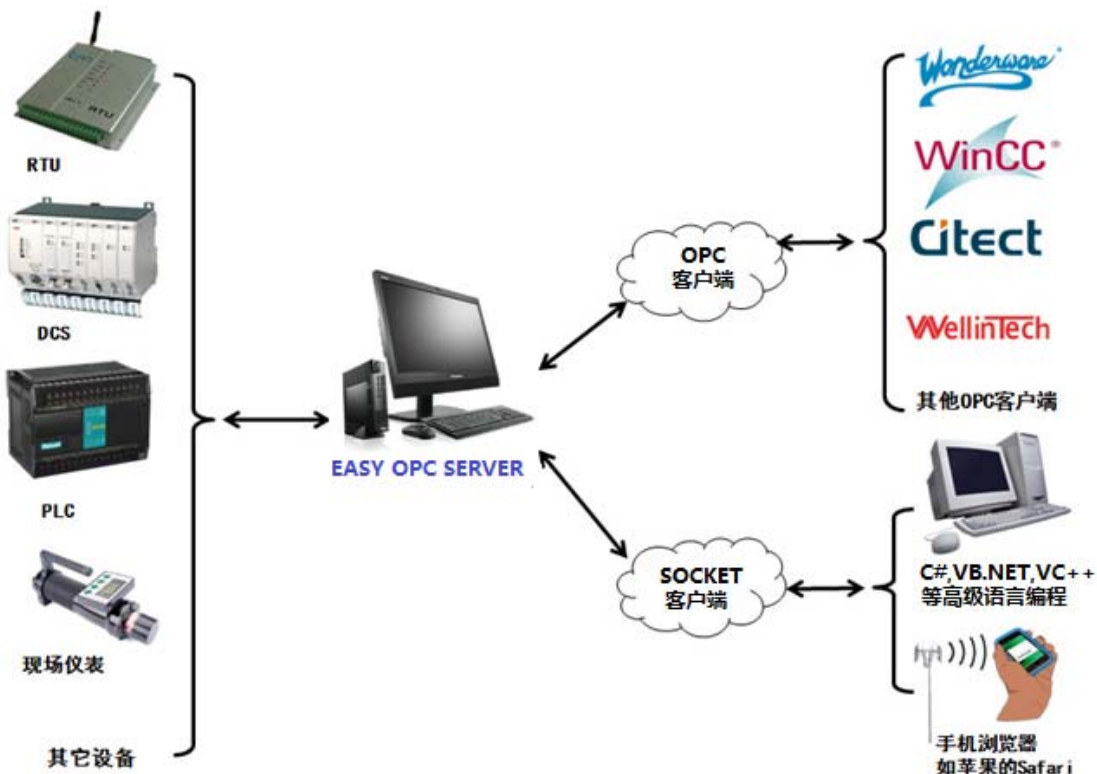 RTU
DCS
PLC
现场仪表
其它设备
EASY OPC SERVER
OPC
客户端
SOCKET
客户端
Wonderware
WinCC®
Citect
WellinTech
其他OPC客户端
C#,VB.NET,VC++
等高级语言编程
手机浏览器
如苹果的Safari